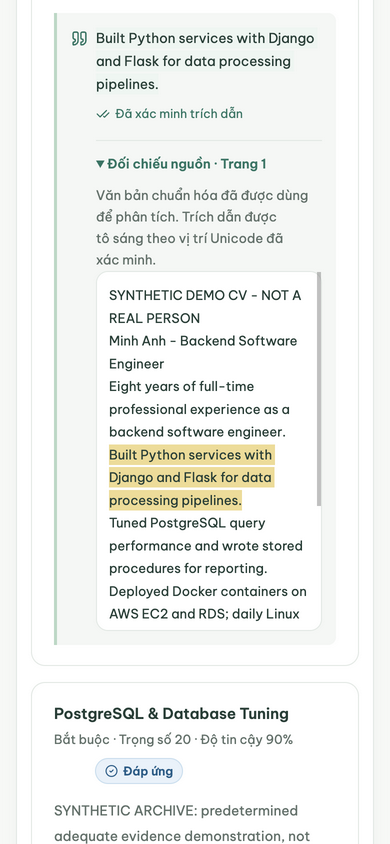 Built Python services with Django
and Flask for data processing
pipelines.
Đã xác minh trích dẫn
▼ Đối chiếu nguồn · Trang 1
Văn bản chuẩn hóa đã được dùng
để phân tích. Trích dẫn được
tô sáng theo vị trí Unicode đã
xác minh.
SYNTHETIC DEMO CV - NOT A
REAL PERSON
Minh Anh - Backend Software
Engineer
Eight years of full-time
professional experience as a
backend software engineer.
Built Python services with
Django and Flask for data
processing pipelines.
Tuned PostgreSQL query
performance and wrote stored
procedures for reporting.
Deployed Docker containers on
AWS EC2 and RDS; daily Linux
PostgreSQL & Database Tuning
Bắt buộc · Trọng số 20 · Độ tin cậy 90%
Đáp ứng
SYNTHETIC ARCHIVE: predetermined
adequate evidence demonstration, not